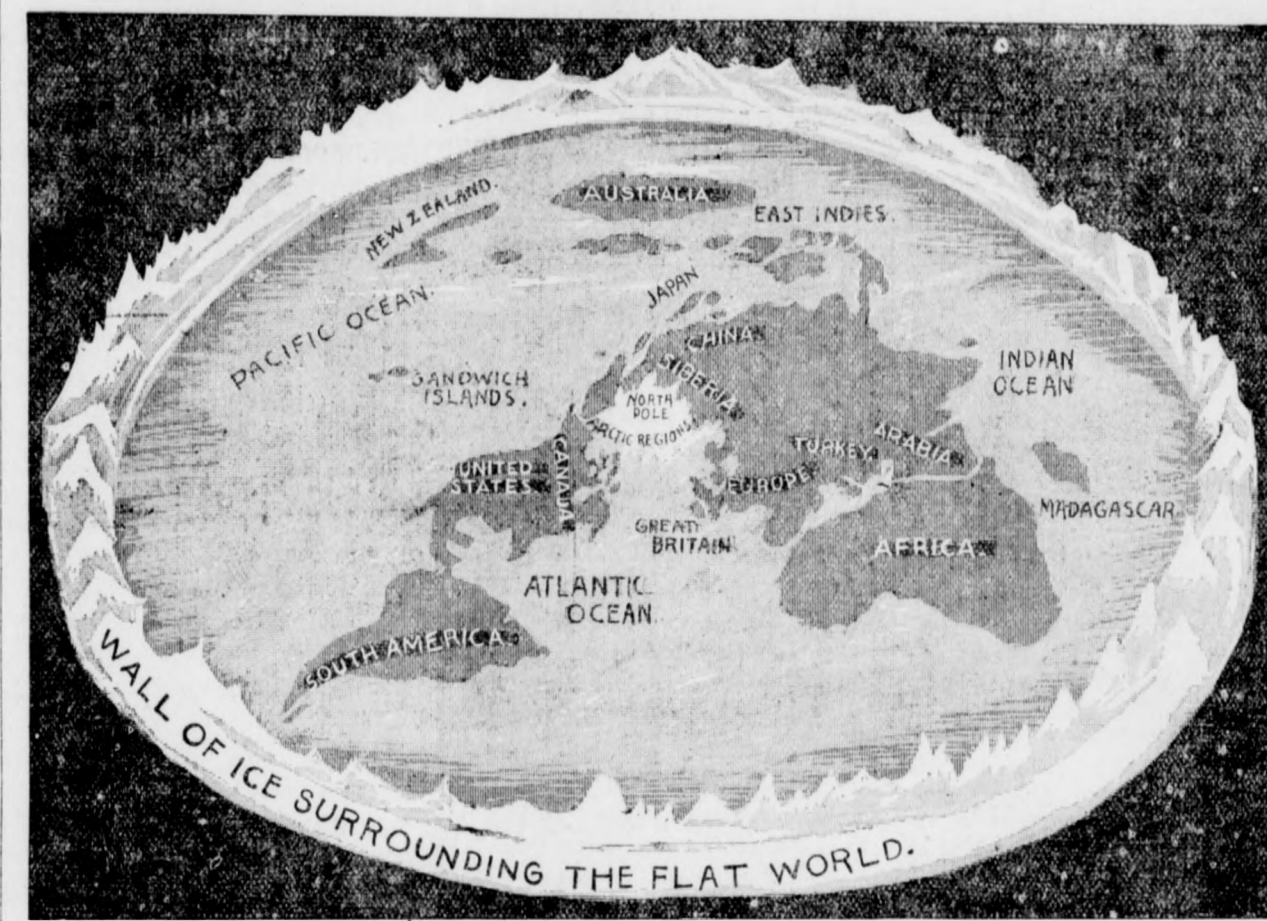 AUSTRALIA
NEW ZEALAND.
EAST INDIES.
JAPAN
PACIFIC OCEAN.
CHINA.
SIBERIA
INDIAN
OCEAN
SANDWICH
ISLANDS.
NORTH
POLE
ARCTIC REGIONS
TURKEY.
ARABIA
CANADA
UNITED
STATES.
EUROPE
MADAGASCAR
GREAT
BRITAIN
AFRICA.
ATLANTIC
OCEAN.
SOUTH AMERICA.
WALL OF ICE SURROUNDING THE FLAT WORLD.